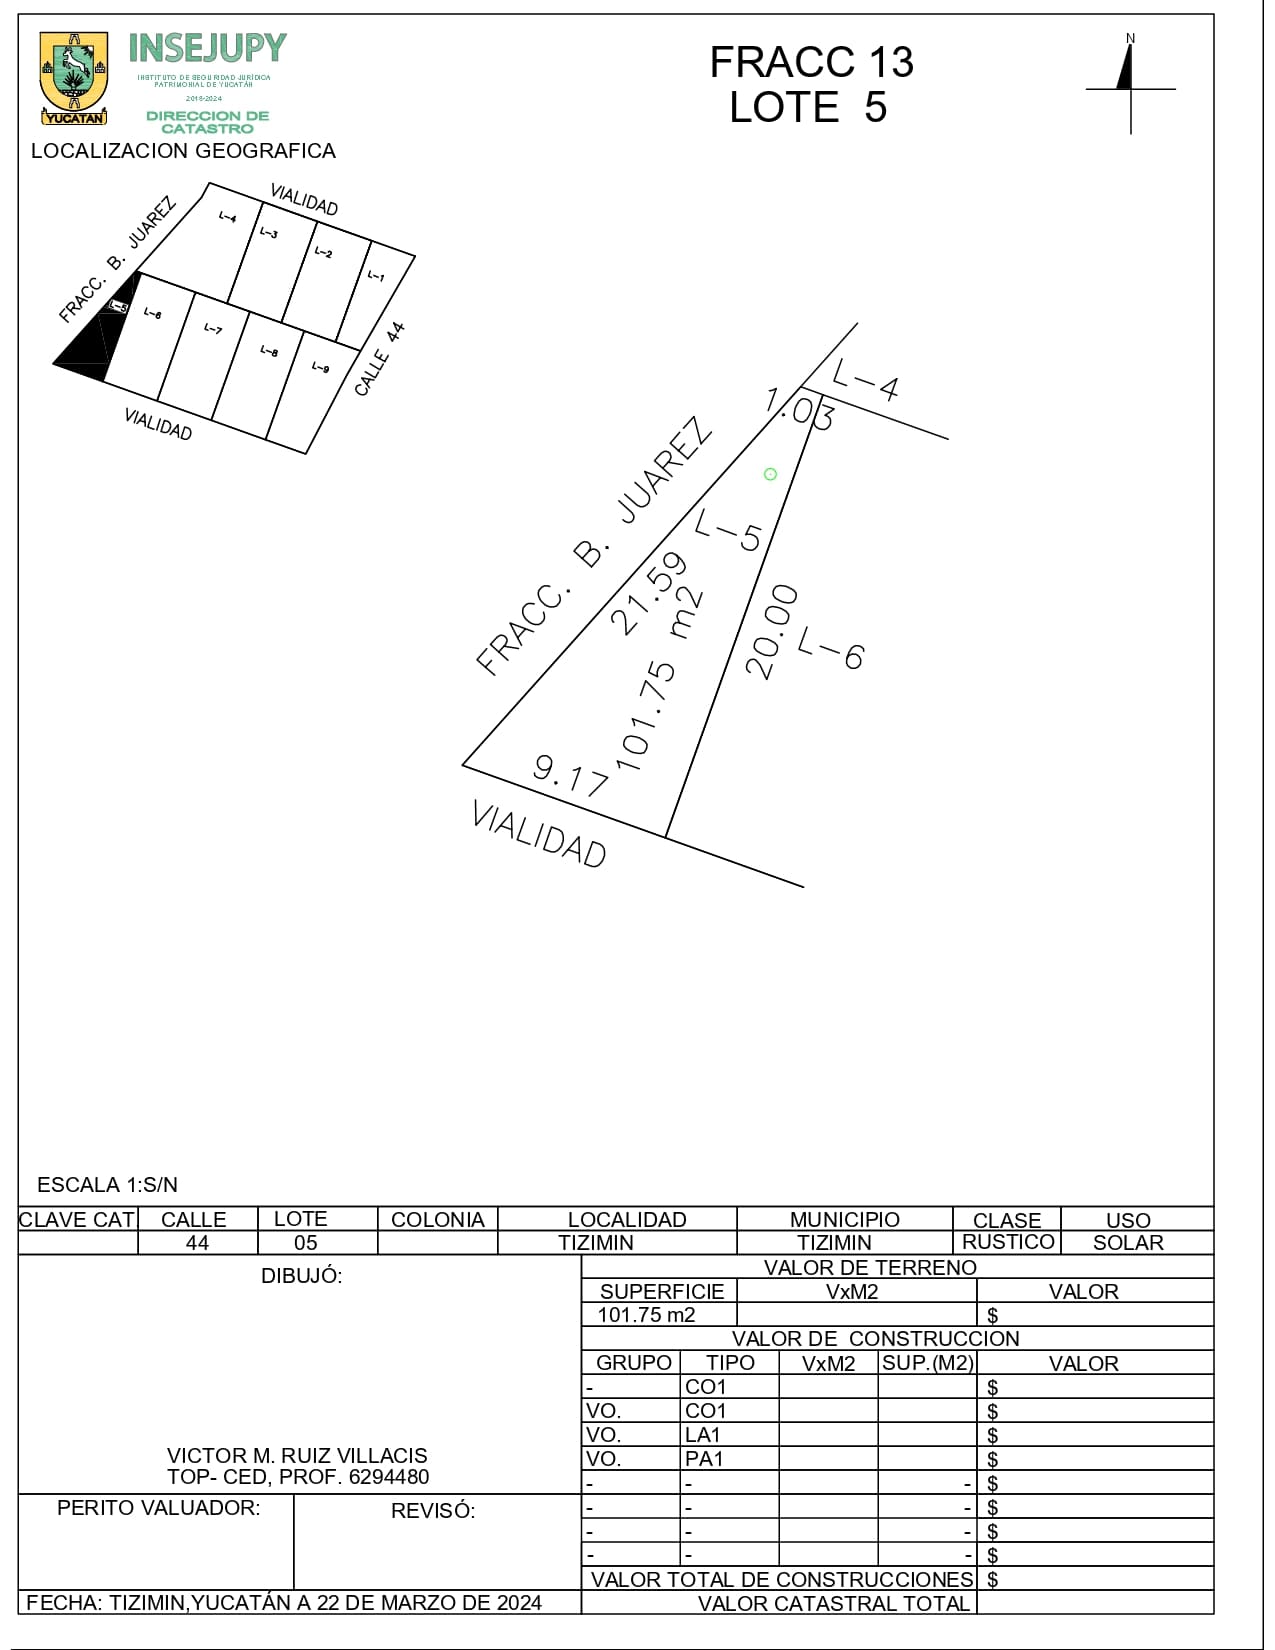 INSEJUPY
INSTITUTO DE SEGURIDAD JURÍDICA
PATRIMONIAL DE YUCATÁN
2018-2024
DIRECCION DE
CATASTRO
YUCATAN
FRACC 13
LOTE 5
N
LOCALIZACION GEOGRAFICA
VIALIDAD
FRACC. B. JUAREZ
L-4
L-3
L-2
L-1
L-5
L-6
L-7
L-8
L-9
CALLE 44
VIALIDAD
L-4
1.03
FRACC. B. JUAREZ
L-5
21.59
101.75 m2
20.00
L-6
9.17
VIALIDAD
ESCALA 1:S/N
CLAVE CAT CALLE LOTE COLONIA LOCALIDAD MUNICIPIO CLASE USO
44 05 TIZIMIN TIZIMIN RUSTICO SOLAR
DIBUJÓ:
VICTOR M. RUIZ VILLACIS
TOP- CED, PROF. 6294480
PERITO VALUADOR: REVISÓ:
FECHA: TIZIMIN,YUCATÁN A 22 DE MARZO DE 2024
VALOR DE TERRENO
SUPERFICIE VxM2 VALOR
101.75 m2 $
VALOR DE CONSTRUCCION
GRUPO TIPO VxM2 SUP.(M2) VALOR
- CO1 $
VO. CO1 $
VO. LA1 $
VO. PA1 $
- - - $
- - - $
- - - $
- - - $
VALOR TOTAL DE CONSTRUCCIONES $
VALOR CATASTRAL TOTAL